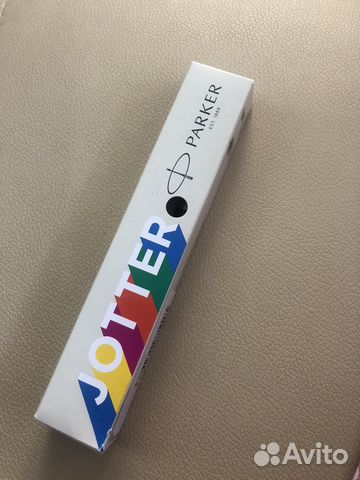 JOTTER
PARKER
EST. 1888
Avito